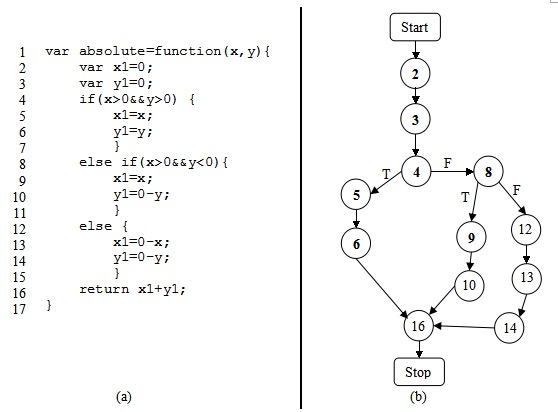 1 var absolute=function(x,y){
2 var x1=0;
3 var y1=0;
4 if(x>0&&y>0) {
5 x1=x;
6 y1=y;
7 }
8 else if(x>0&&y<0){
9 x1=x;
10 y1=0-y;
11 }
12 else {
13 x1=0-x;
14 y1=0-y;
15 }
16 return x1+y1;
17 }
(a)
Start
2
3
4
T
F
8
5
T
F
6
9
12
10
13
16
14
Stop
(b)